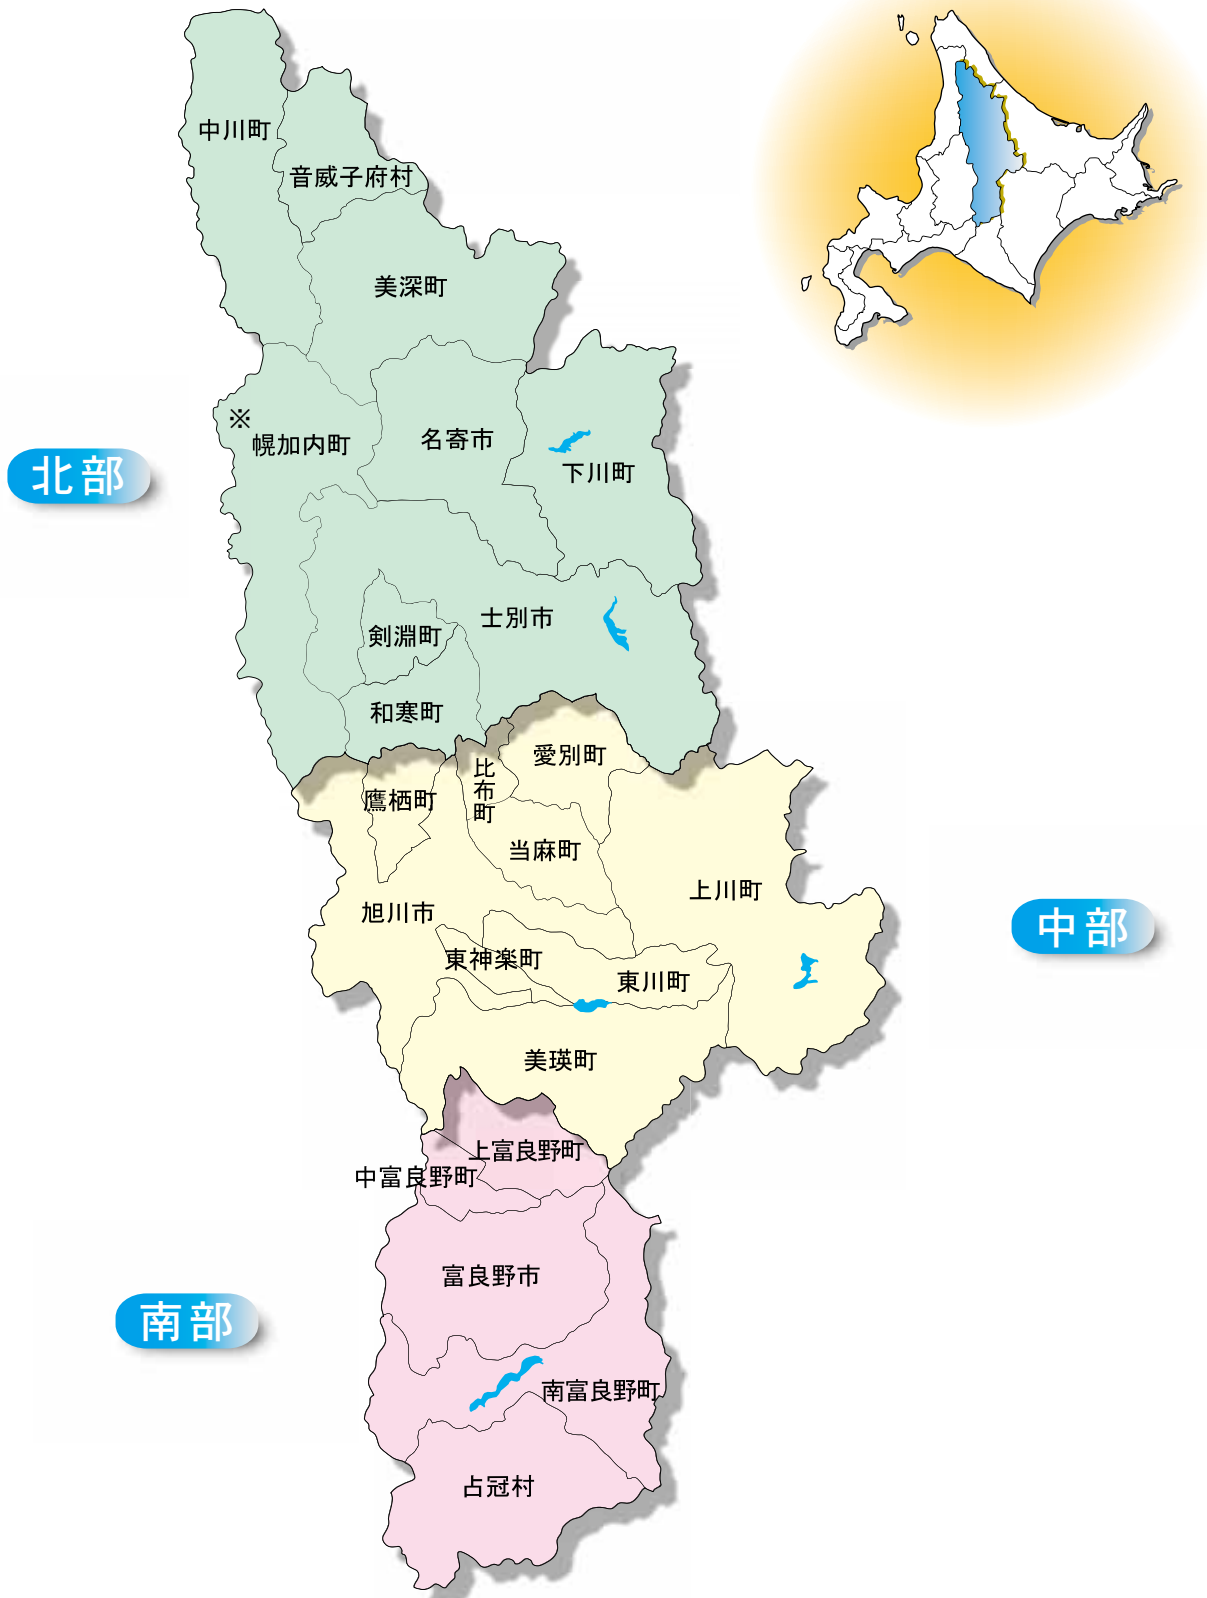 中川町
音威子府村
美深町
※
幌加内町
名寄市
下川町
北部
士別市
剣淵町
和寒町
愛別町
比布町
鷹栖町
当麻町
上川町
旭川市
中部
東神楽町
東川町
美瑛町
上富良野町
中富良野町
富良野市
南部
南富良野町
占冠村